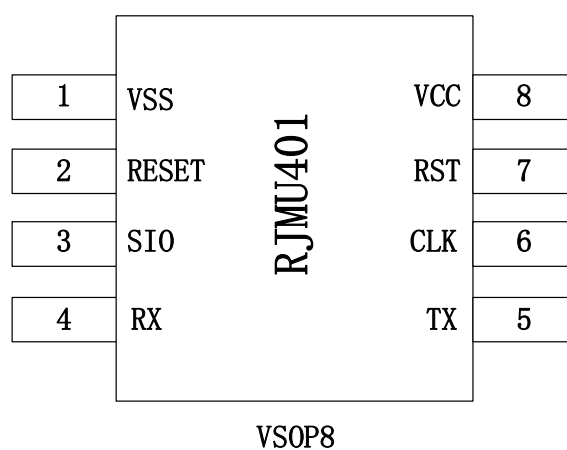 1 VSS VCC 8
2 RESET RST 7
3 SIO CLK 6
4 RX TX 5
RJMU401
VSOP8